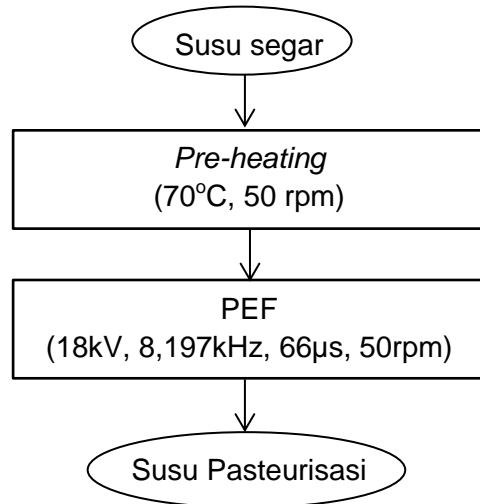 Susu segar
Pre-heating
(70°C, 50 rpm)
PEF
(18kV, 8,197kHz, 66µs, 50rpm)
Susu Pasteurisasi